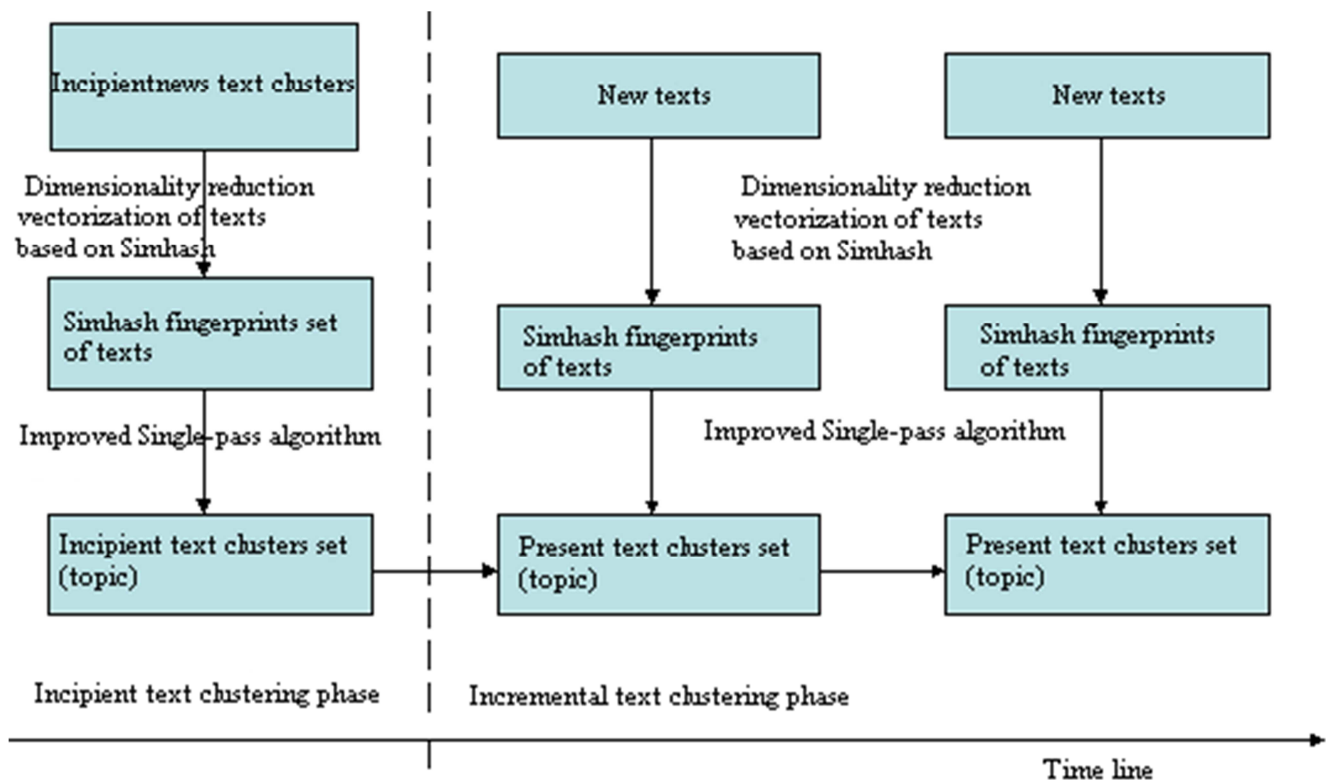 Incipientnews text clusters
Dimensionality reduction
vectorization of texts
based on Simhash
Simhash fingerprints set
of texts
Improved Single-pass algorithm
Incipient text clusters set
(topic)
Incipient text clustering phase
New texts
New texts
Dimensionality reduction
vectorization of texts
based on Simhash
Simhash fingerprints
of texts
Simhash fingerprints
of texts
Improved Single-pass algorithm
Present text clusters set
(topic)
Present text clusters set
(topic)
Incremental text clustering phase
Time line